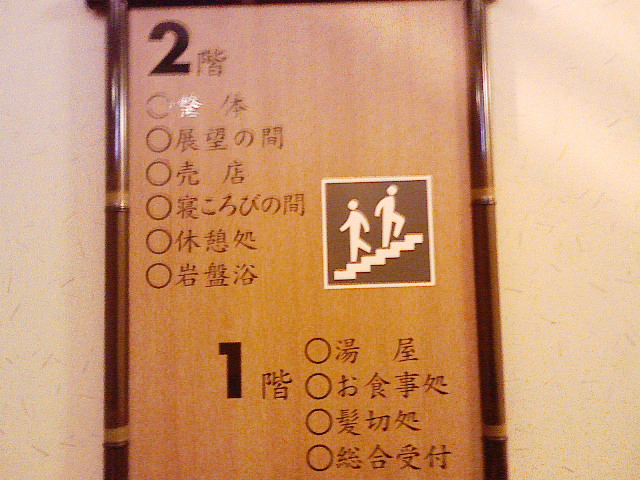 2階
○整 体
○展望の間
○売 店
○寝ころびの間
○休憩処
○岩盤浴
1階
○湯 屋
○お食事処
○髪切処
○総合受付